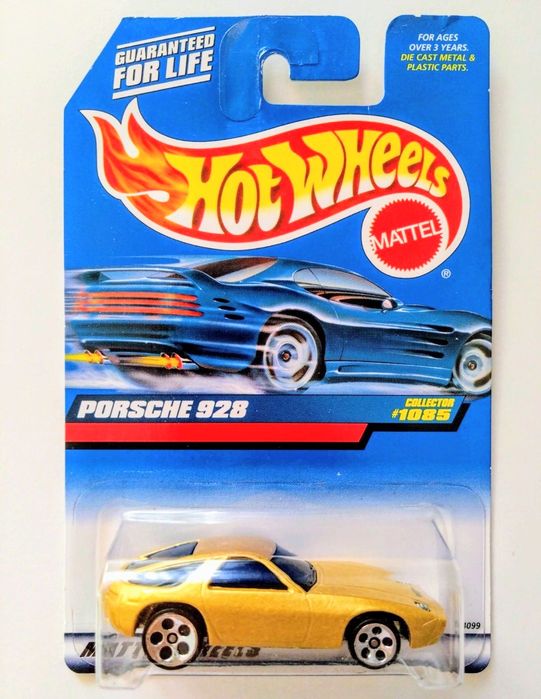 GUARANTEED
FOR LIFE
FOR AGES
OVER 3 YEARS.
DIE CAST METAL &
PLASTIC PARTS.
HOT WHEELS
MATTEL
®
PORSCHE 928
COLLECTOR
#1085